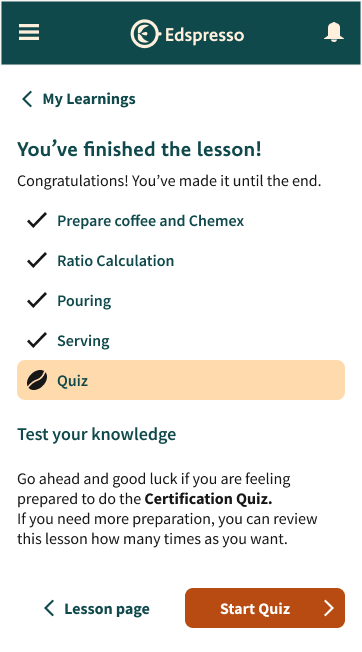 Edspresso
My Learnings
You’ve finished the lesson!
Congratulations! You’ve made it until the end.
Prepare coffee and Chemex
Ratio Calculation
Pouring
Serving
Quiz
Test your knowledge
Go ahead and good luck if you are feeling
prepared to do the Certification Quiz.
If you need more preparation, you can review
this lesson how many times as you want.
Lesson page
Start Quiz